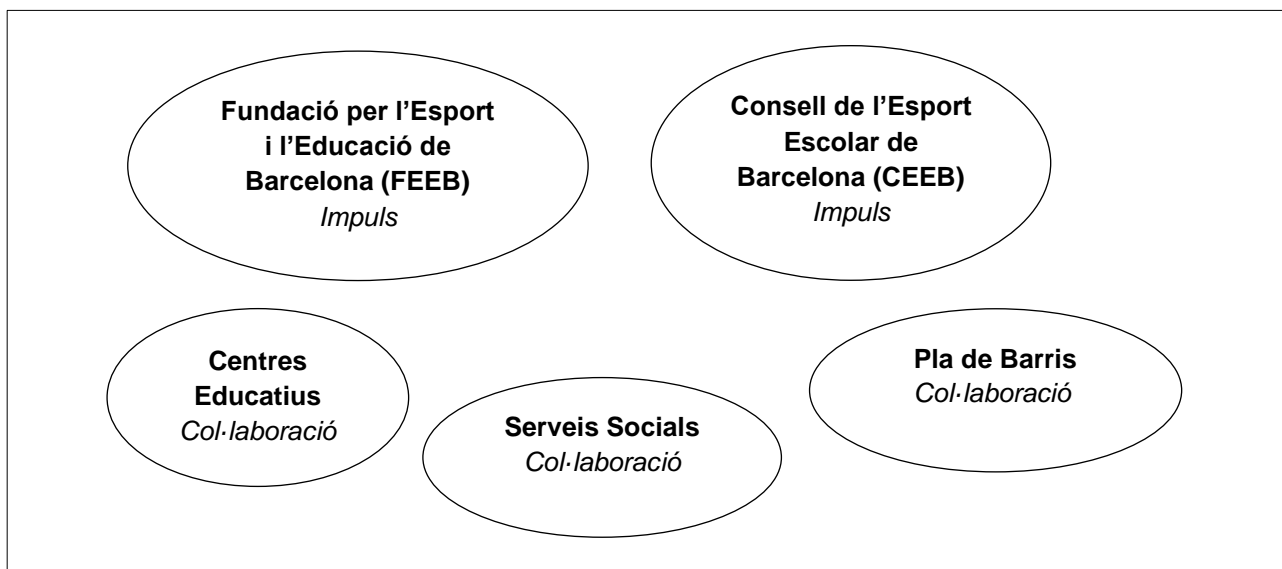 Fundació per l’Esport
i l’Educació de
Barcelona (FEEB)
Impuls
Consell de l’Esport
Escolar de
Barcelona (CEEB)
Impuls
Centres
Educatius
Col·laboració
Serveis Socials
Col·laboració
Pla de Barris
Col·laboració